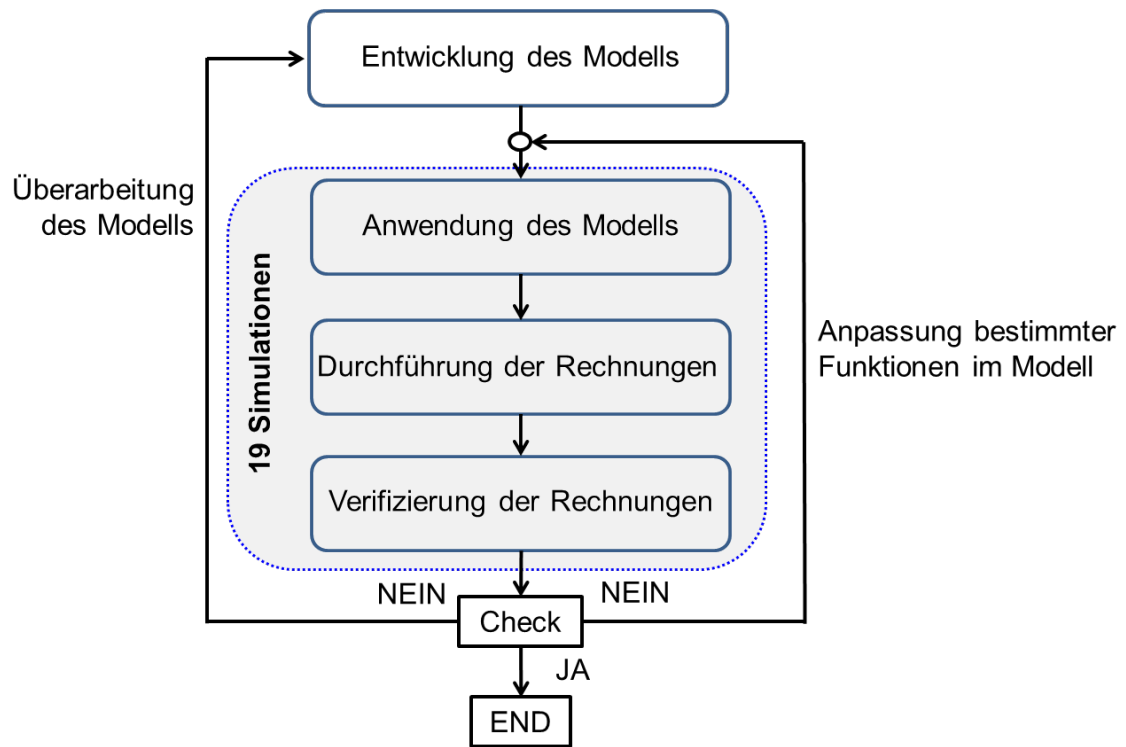 Entwicklung des Modells
Überarbeitung
des Modells
Anwendung des Modells
19 Simulationen
Durchführung der Rechnungen
Anpassung bestimmter
Funktionen im Modell
Verifizierung der Rechnungen
NEIN
NEIN
Check
JA
END